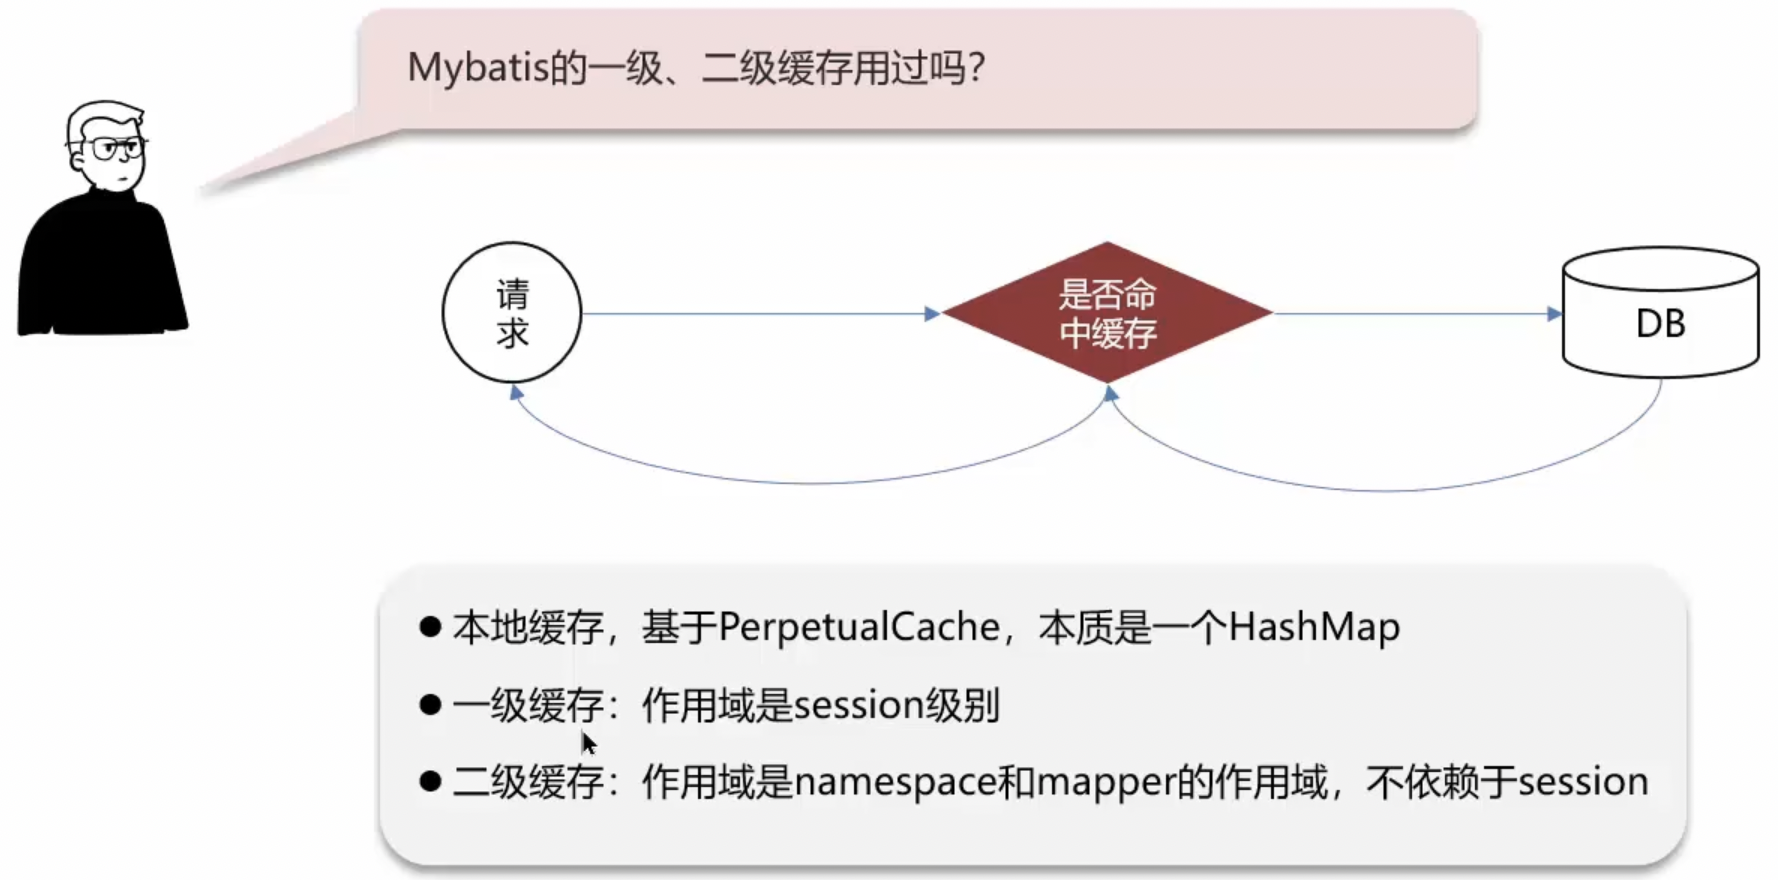 Mybatis的一级、二级缓存用过吗?
请
求
是否命
中缓存
DB
● 本地缓存，基于PerpetualCache，本质是一个HashMap
● 一级缓存：作用域是session级别
● 二级缓存：作用域是namespace和mapper的作用域，不依赖于session